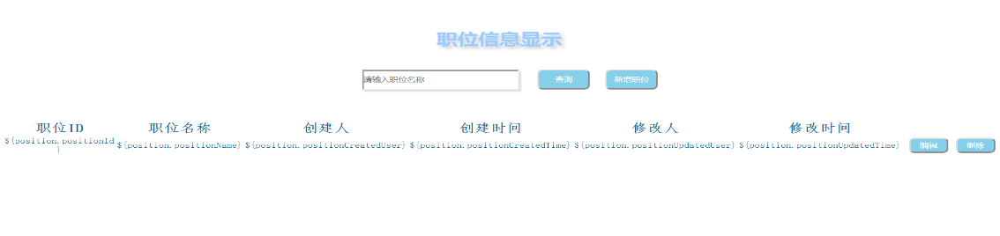 职位信息显示
请输入职位名称 查询 新增职位
职位ID 职位名称 创建人 创建时间 修改人 修改时间
${position.positionId} ${position.positionName} ${position.positionCreatedUser} ${position.positionCreatedTime} ${position.positionUpdatedUser} ${position.positionUpdatedTime} 编辑 删除